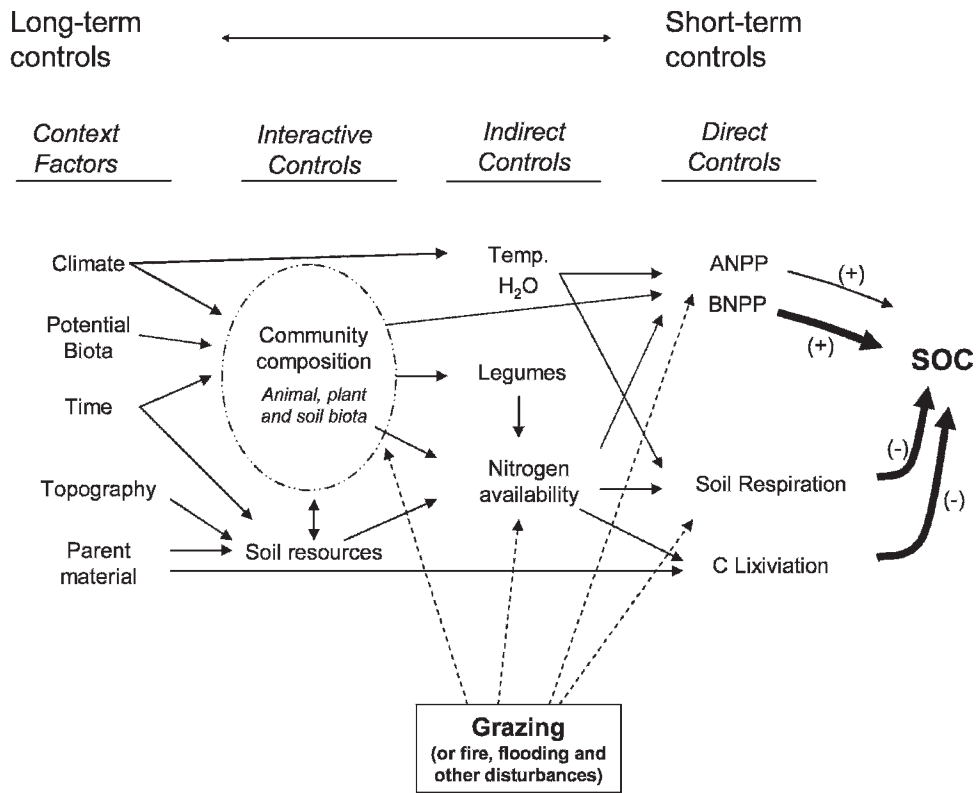 Long-term
controls
Short-term
controls
Context
Factors
Interactive
Controls
Indirect
Controls
Direct
Controls
Climate
Potential
Biota
Time
Topography
Parent
material
Community
composition
Animal, plant
and soil biota
Soil resources
Temp.
H₂O
Legumes
Nitrogen
availability
ANPP
BNPP
Soil Respiration
C Lixiviation
(+)
(+)
SOC
(-)
(-)
Grazing
(or fire, flooding and
other disturbances)